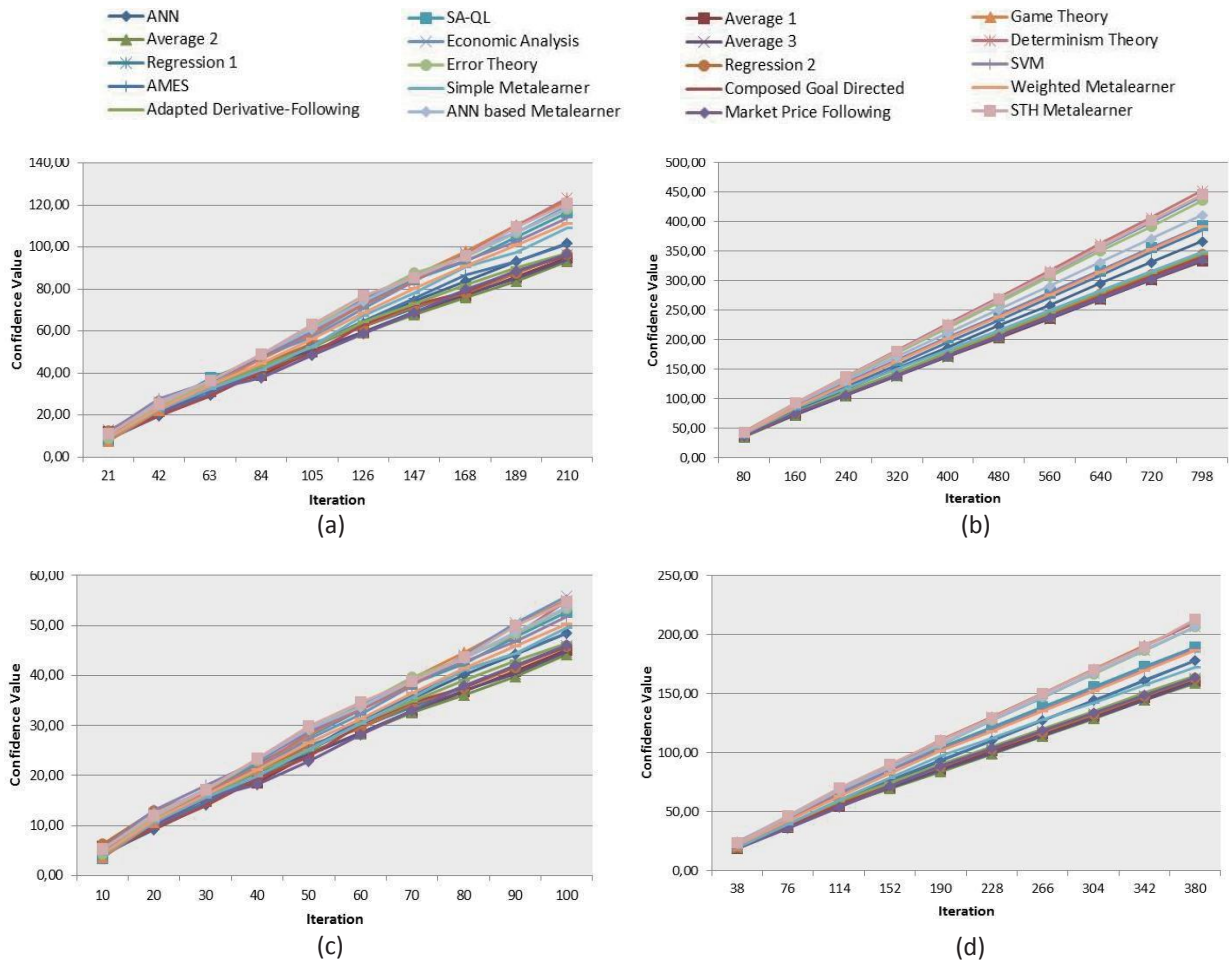 ANN SA-QL Average 1 Game Theory
Average 2 Economic Analysis Average 3 Determinism Theory
Regression 1 Error Theory Regression 2 SVM
AMES Simple Metalearner Composed Goal Directed Weighted Metalearner
Adapted Derivative-Following ANN based Metalearner Market Price Following STH Metalearner
140,00
120,00
100,00
80,00
60,00
40,00
20,00
0,00
Confidence Value
21 42 63 84 105 126 147 168 189 210
Iteration
(a)
500,00
450,00
400,00
350,00
300,00
250,00
200,00
150,00
100,00
50,00
0,00
Confidence Value
80 160 240 320 400 480 560 640 720 798
Iteration
(b)
60,00
50,00
40,00
30,00
20,00
10,00
0,00
Confidence Value
10 20 30 40 50 60 70 80 90 100
Iteration
(c)
250,00
200,00
150,00
100,00
50,00
0,00
Confidence Value
38 76 114 152 190 228 266 304 342 380
Iteration
(d)